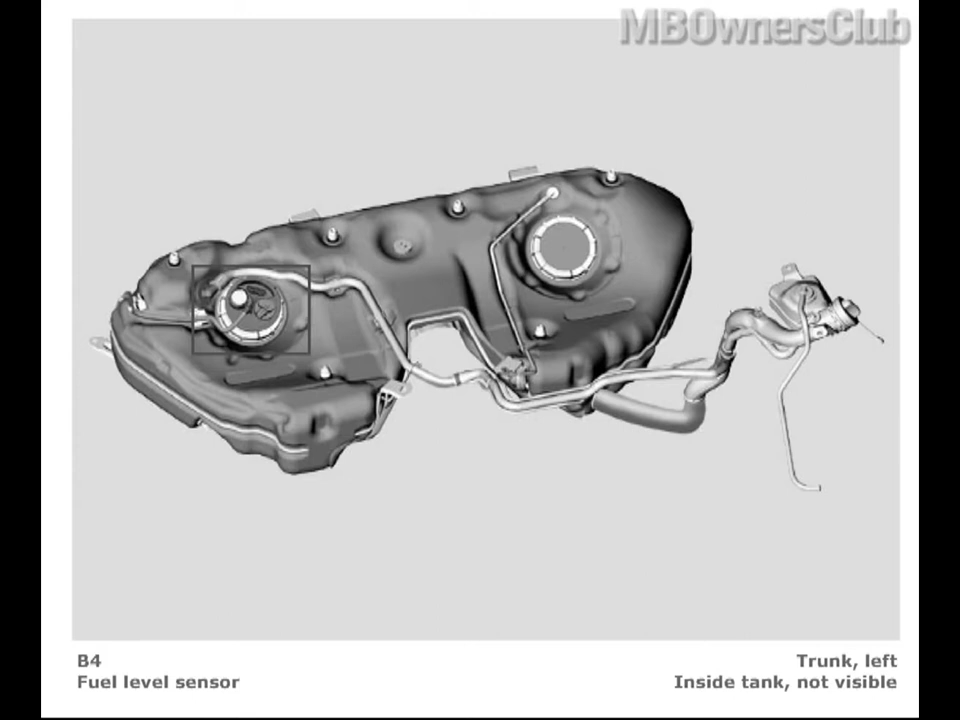 MBOwnersClub
B4
Fuel level sensor
Trunk, left
Inside tank, not visible